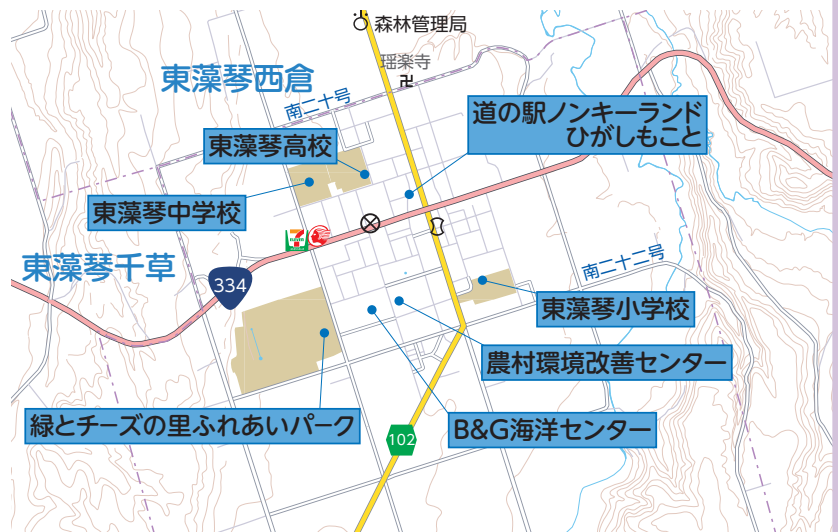 森林管理局
瑶楽寺
東藻琴西倉
南二十号
道の駅ノンキーランド
ひがしもこと
東藻琴高校
東藻琴中学校
東藻琴千草
334
南二十二号
東藻琴小学校
農村環境改善センター
緑とチーズの里ふれあいパーク
B&G海洋センター
102